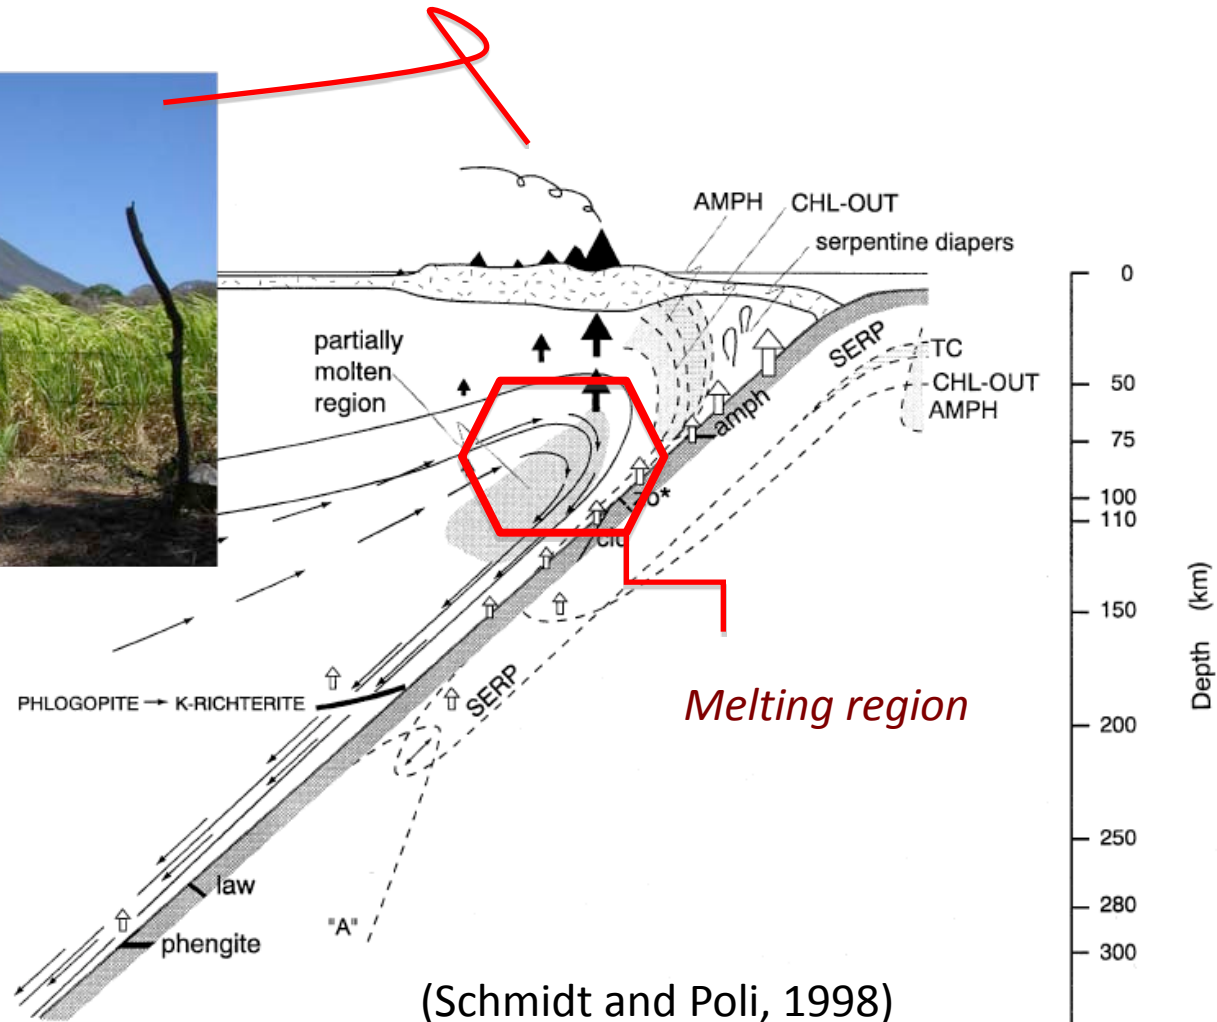 AMPH
CHL-OUT
serpentine diapers
0
partially
molten
region
SERP
TC
CHL-OUT
AMPH
50
amph
75
zo*
100
110
150
Depth (km)
SERP
Melting region
PHLOGOPITE → K-RICHTERITE
200
250
law
280
"A"
phengite
300
(Schmidt and Poli, 1998)